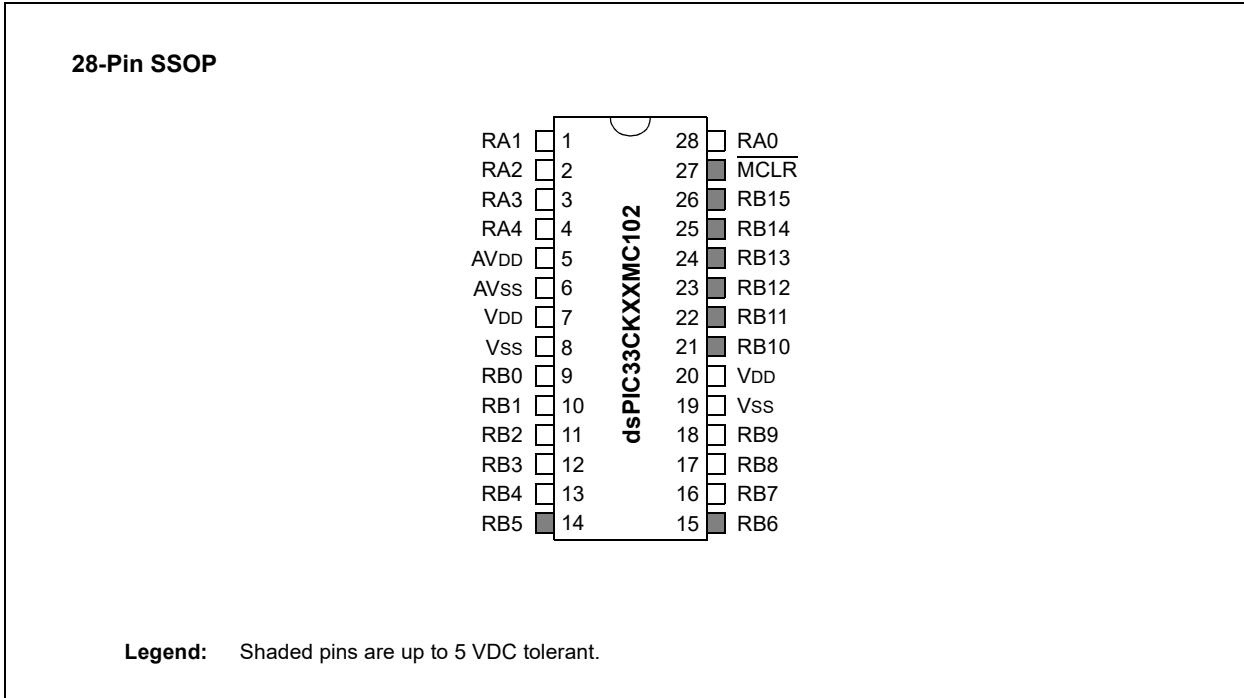 28-Pin SSOP
RA1 1 28 RA0
RA2 2 27 MCLR
RA3 3 26 RB15
RA4 4 25 RB14
AVDD 5 24 RB13
AVSS 6 23 RB12
VDD 7 22 RB11
VSS 8 21 RB10
RB0 9 20 VDD
RB1 10 19 VSS
RB2 11 18 RB9
RB3 12 17 RB8
RB4 13 16 RB7
RB5 14 15 RB6
dsPIC33CKXXMC102
Legend: Shaded pins are up to 5 VDC tolerant.